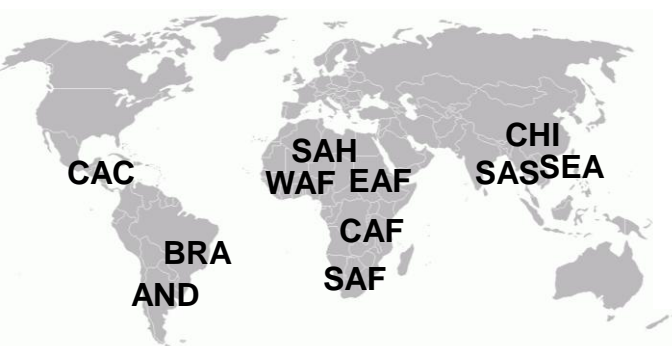 CHI
SAH
CAC
SAS SEA
WAF EAF
CAF
BRA
SAF
AND